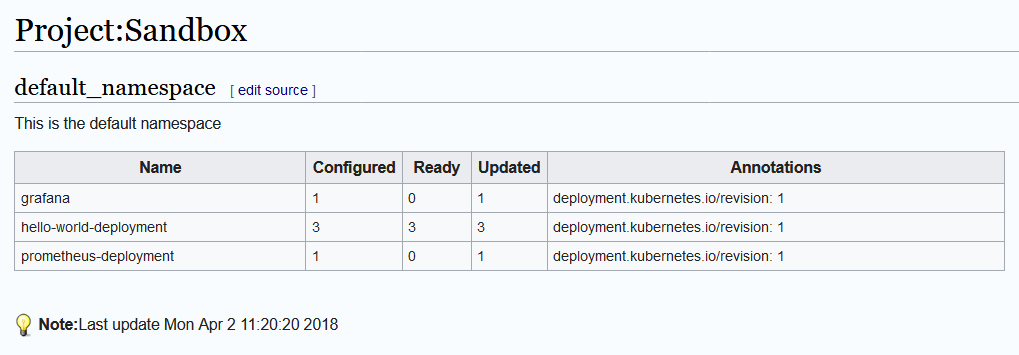 Project:Sandbox
default_namespace [ edit source ]
This is the default namespace
Name Configured Ready Updated Annotations
grafana 1 0 1 deployment.kubernetes.io/revision: 1
hello-world-deployment 3 3 3 deployment.kubernetes.io/revision: 1
prometheus-deployment 1 0 1 deployment.kubernetes.io/revision: 1
Note:Last update Mon Apr 2 11:20:20 2018